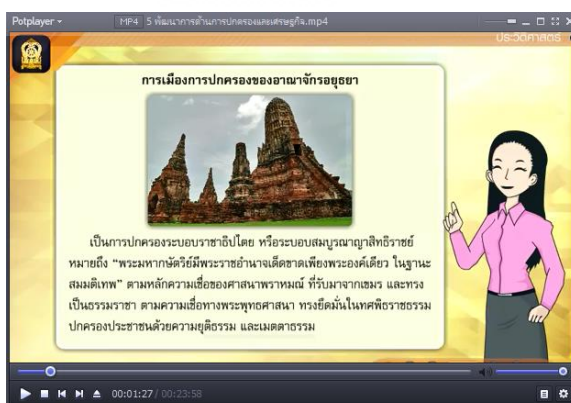 Potplayer
MP4 5 พัฒนาการด้านการปกครองและเศรษฐกิจ.mp4
ประวัติศาสตร์
การเมืองการปกครองของอาณาจักรอยุธยา
เป็นการปกครองระบอบราชาธิปไตย หรือระบอบสมบูรณาญาสิทธิราชย์
หมายถึง “พระมหากษัตริย์มีพระราชอำนาจเด็ดขาดเพียงพระองค์เดียว ในฐานะ
สมมติเทพ” ตามหลักความเชื่อของศาสนาพราหมณ์ ที่รับมาจากเขมร และทรง
เป็นธรรมราชา ตามความเชื่อทางพระพุทธศาสนา ทรงยึดมั่นในทศพิธราชธรรม
ปกครองประชาชนด้วยความยุติธรรม และเมตตาธรรม
00:01:27 / 00:23:58